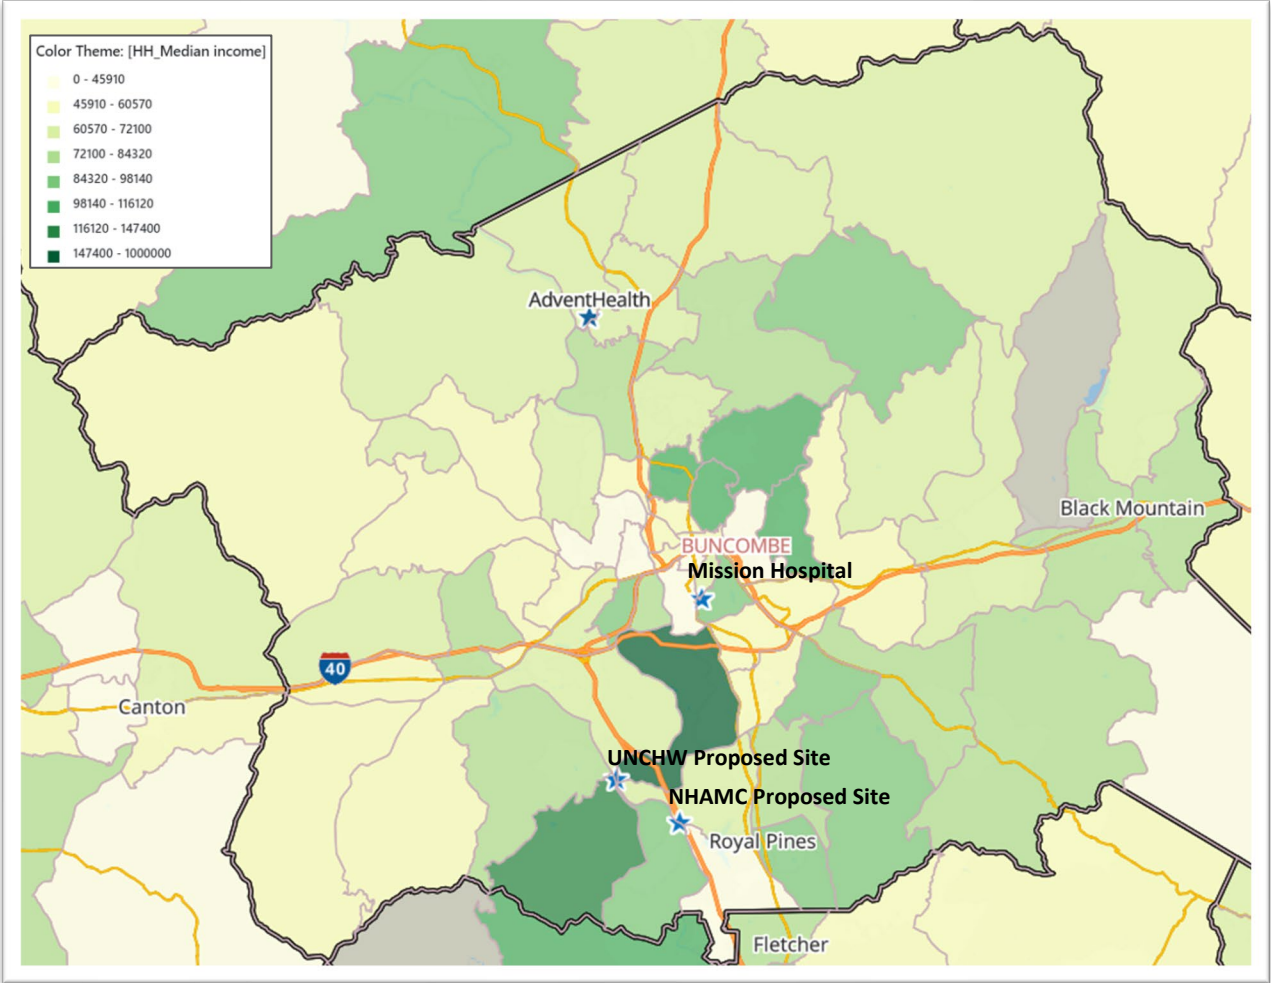 Color Theme: [HH_Median income]
0 - 45910
45910 - 60570
60570 - 72100
72100 - 84320
84320 - 98140
98140 - 116120
116120 - 147400
147400 - 1000000
AdventHealth
Black Mountain
BUNCOMBE
Mission Hospital
40
Canton
UNCHW Proposed Site
NHAMC Proposed Site
Royal Pines
Fletcher